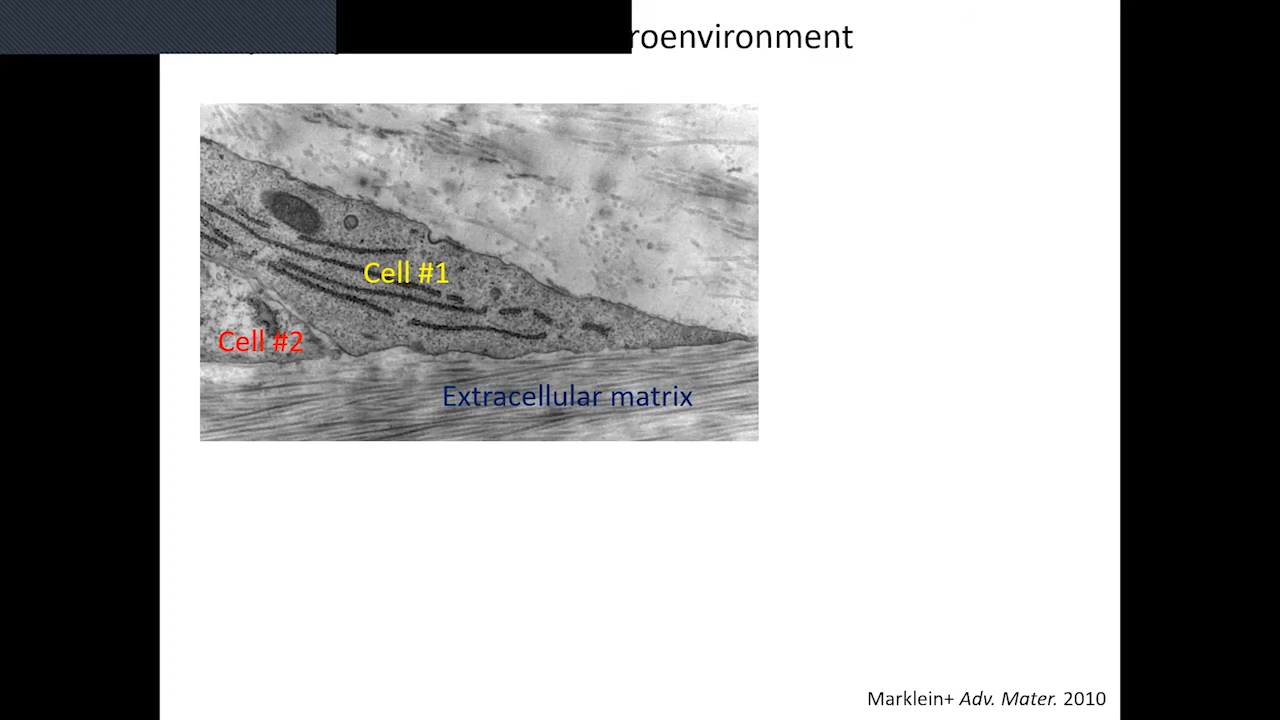 roenvironment
Cell #1
Cell #2
Extracellular matrix
Marklein+ Adv. Mater. 2010